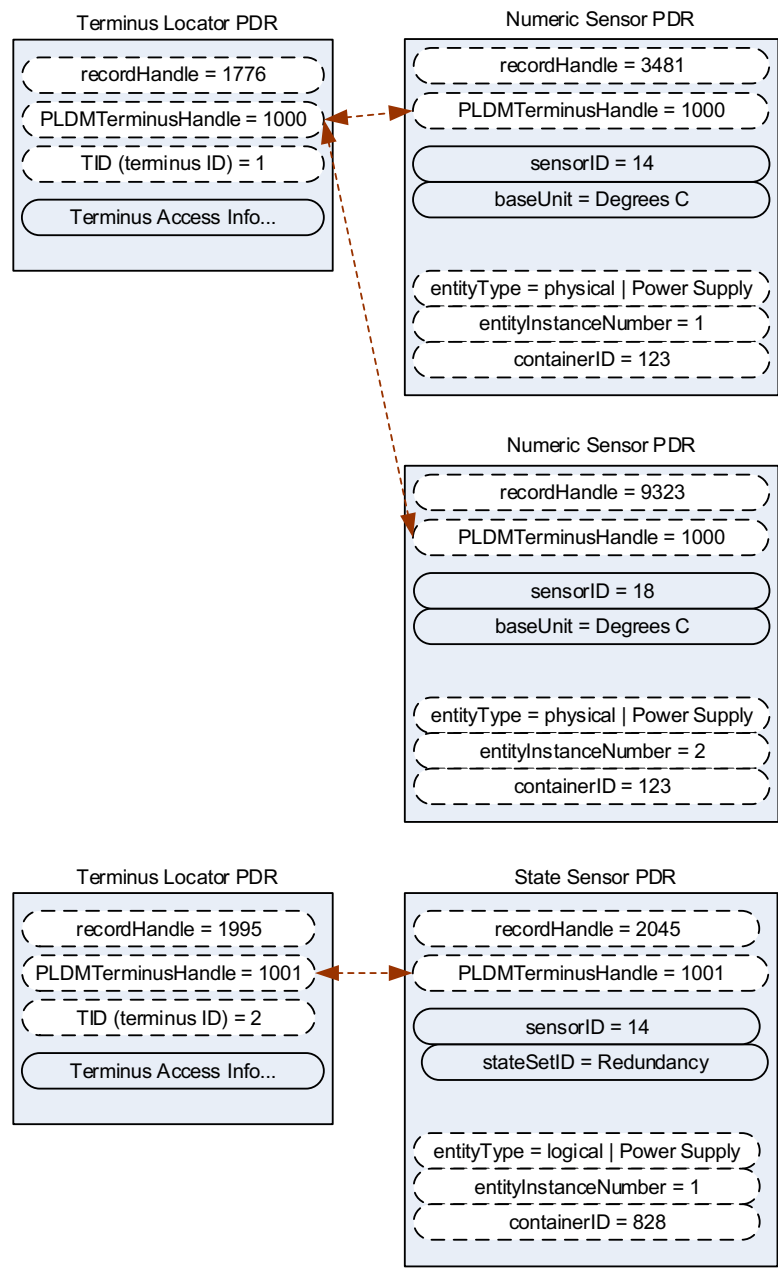 Terminus Locator PDR
recordHandle = 1776
PLDMTerminusHandle = 1000
TID (terminus ID) = 1
Terminus Access Info...
Numeric Sensor PDR
recordHandle = 3481
PLDMTerminusHandle = 1000
sensorID = 14
baseUnit = Degrees C
entityType = physical | Power Supply
entityInstanceNumber = 1
containerID = 123
Numeric Sensor PDR
recordHandle = 9323
PLDMTerminusHandle = 1000
sensorID = 18
baseUnit = Degrees C
entityType = physical | Power Supply
entityInstanceNumber = 2
containerID = 123
Terminus Locator PDR
recordHandle = 1995
PLDMTerminusHandle = 1001
TID (terminus ID) = 2
Terminus Access Info...
State Sensor PDR
recordHandle = 2045
PLDMTerminusHandle = 1001
sensorID = 14
stateSetID = Redundancy
entityType = logical | Power Supply
entityInstanceNumber = 1
containerID = 828